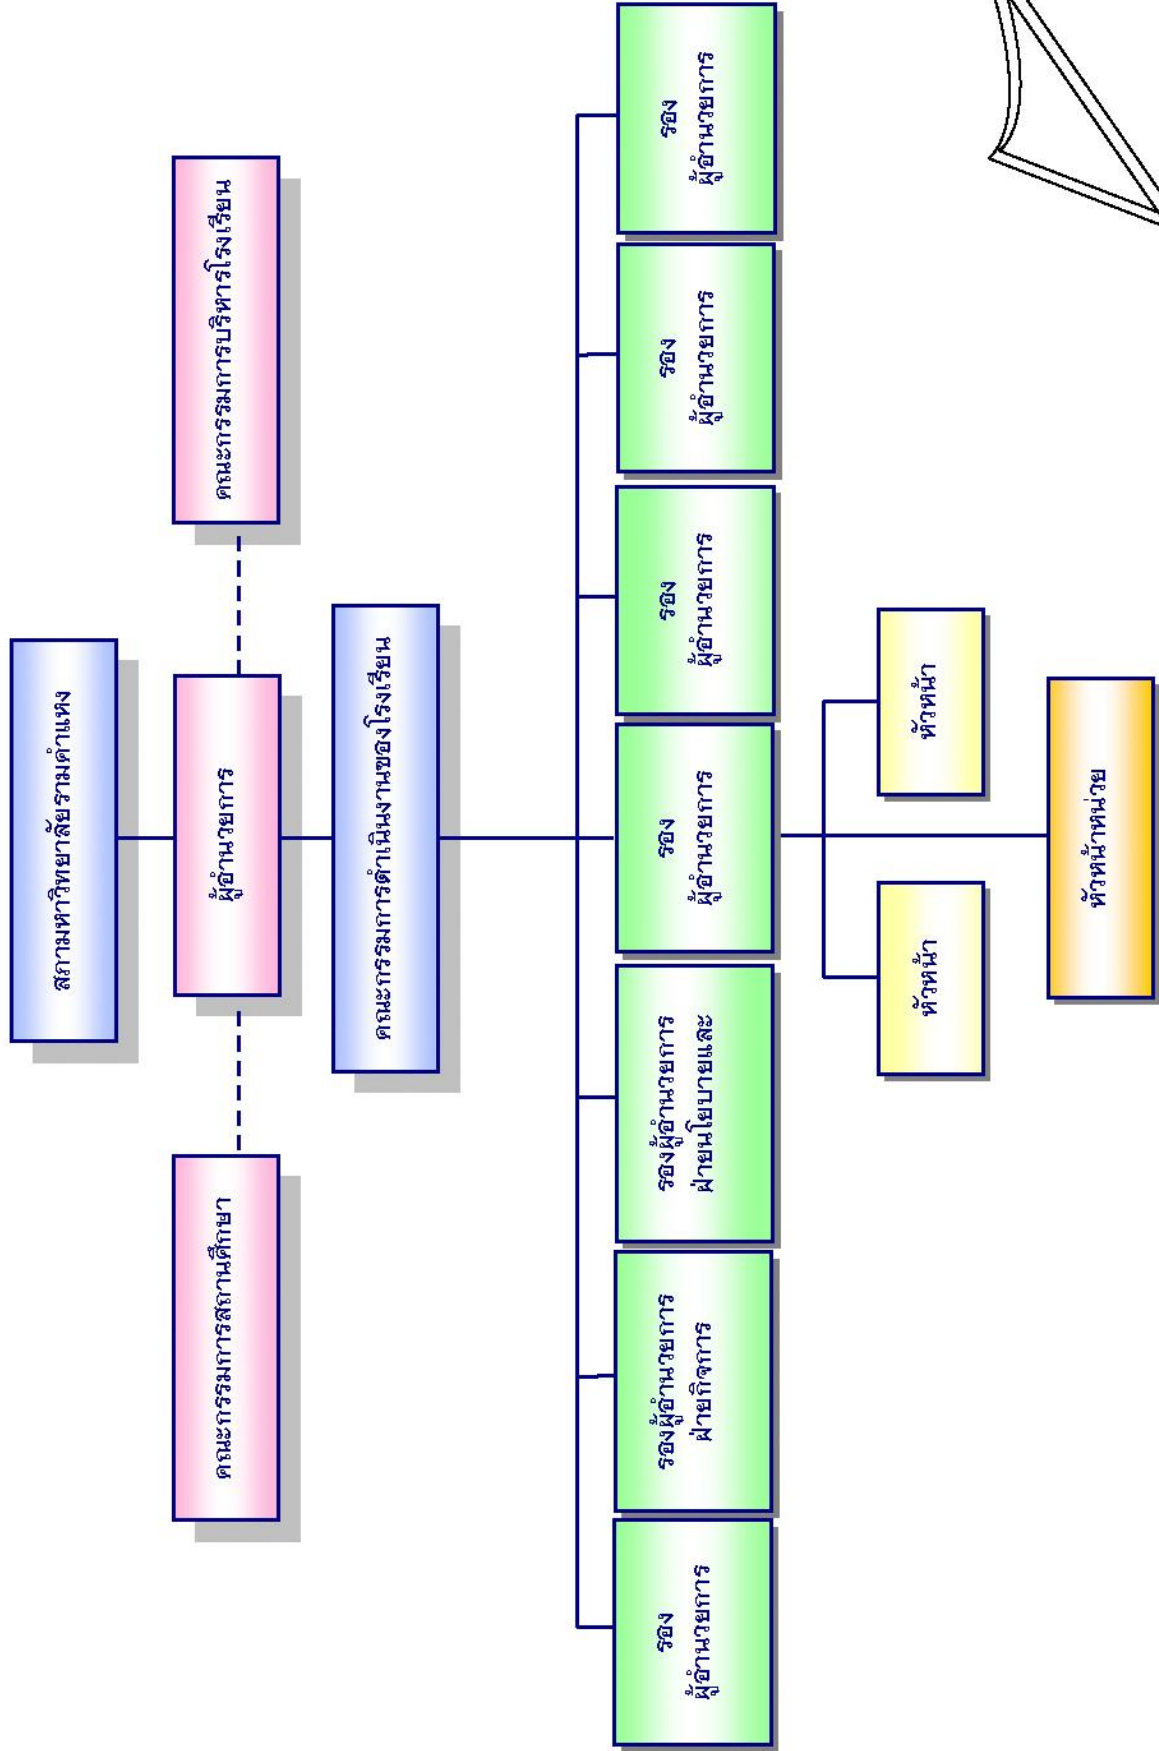 สภามหาวิทยาลัยรามคำแหง
คณะกรรมการสถานศึกษา
ผู้อำนวยการ
คณะกรรมการบริหารโรงเรียน
คณะกรรมการดำเนินงานของโรงเรียน
รอง
ผู้อำนวยการ
รองผู้อำนวยการ
ฝ่ายกิจการ
รองผู้อำนวยการ
ฝ่ายนโยบายและ
รอง
ผู้อำนวยการ
รอง
ผู้อำนวยการ
รอง
ผู้อำนวยการ
รอง
ผู้อำนวยการ
หัวหน้า
หัวหน้า
หัวหน้าหน่วย